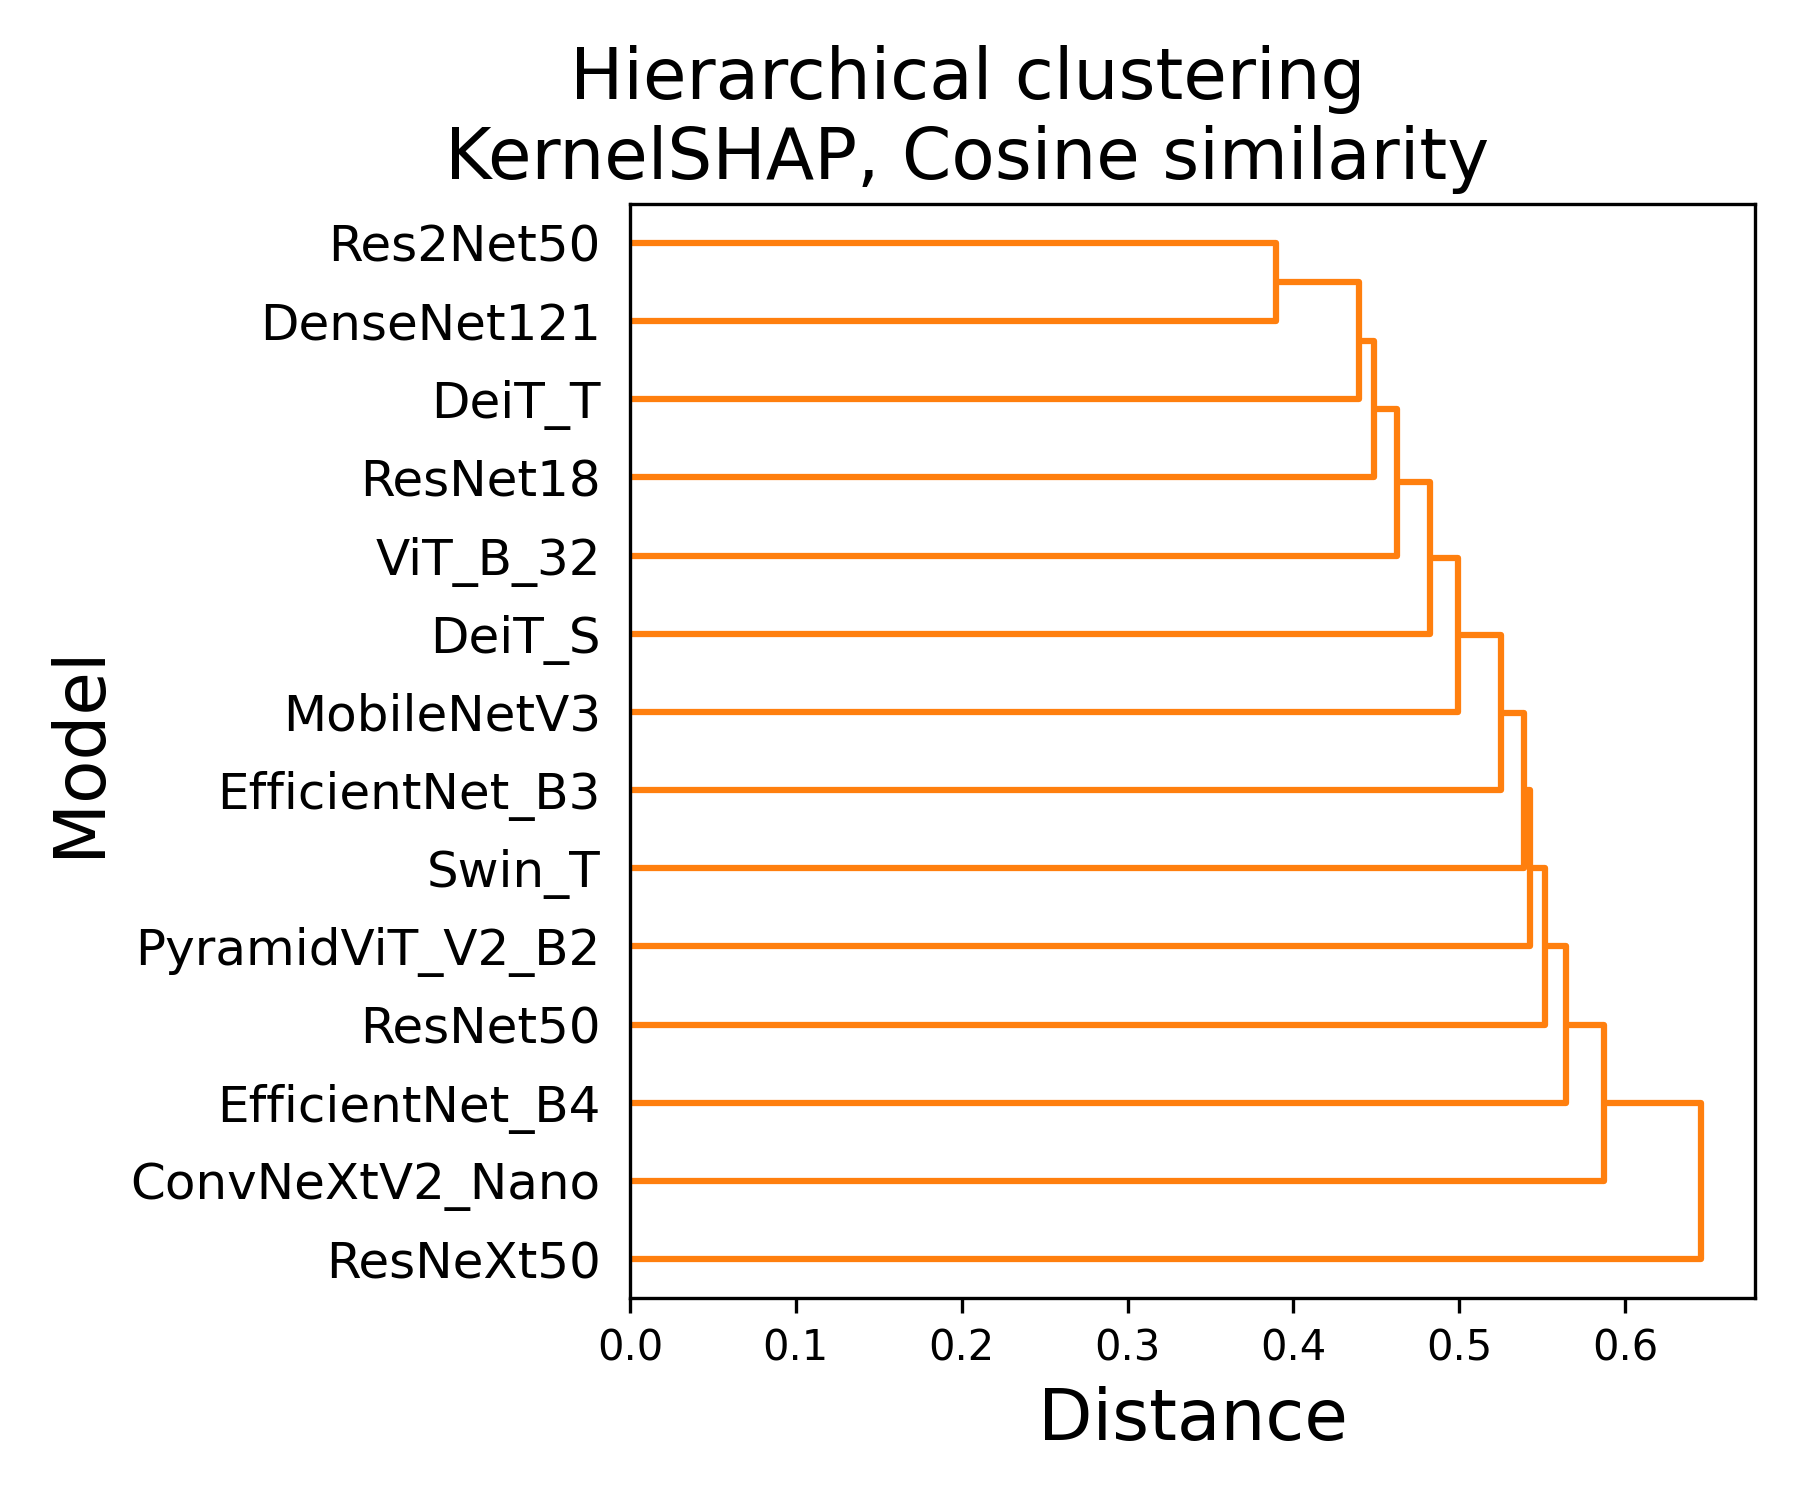 Hierarchical clustering
KernelSHAP, Cosine similarity
Res2Net50
DenseNet121
DeiT_T
ResNet18
ViT_B_32
DeiT_S
MobileNetV3
EfficientNet_B3
Swin_T
PyramidViT_V2_B2
ResNet50
EfficientNet_B4
ConvNeXtV2_Nano
ResNeXt50
Model
0.0 0.1 0.2 0.3 0.4 0.5 0.6
Distance